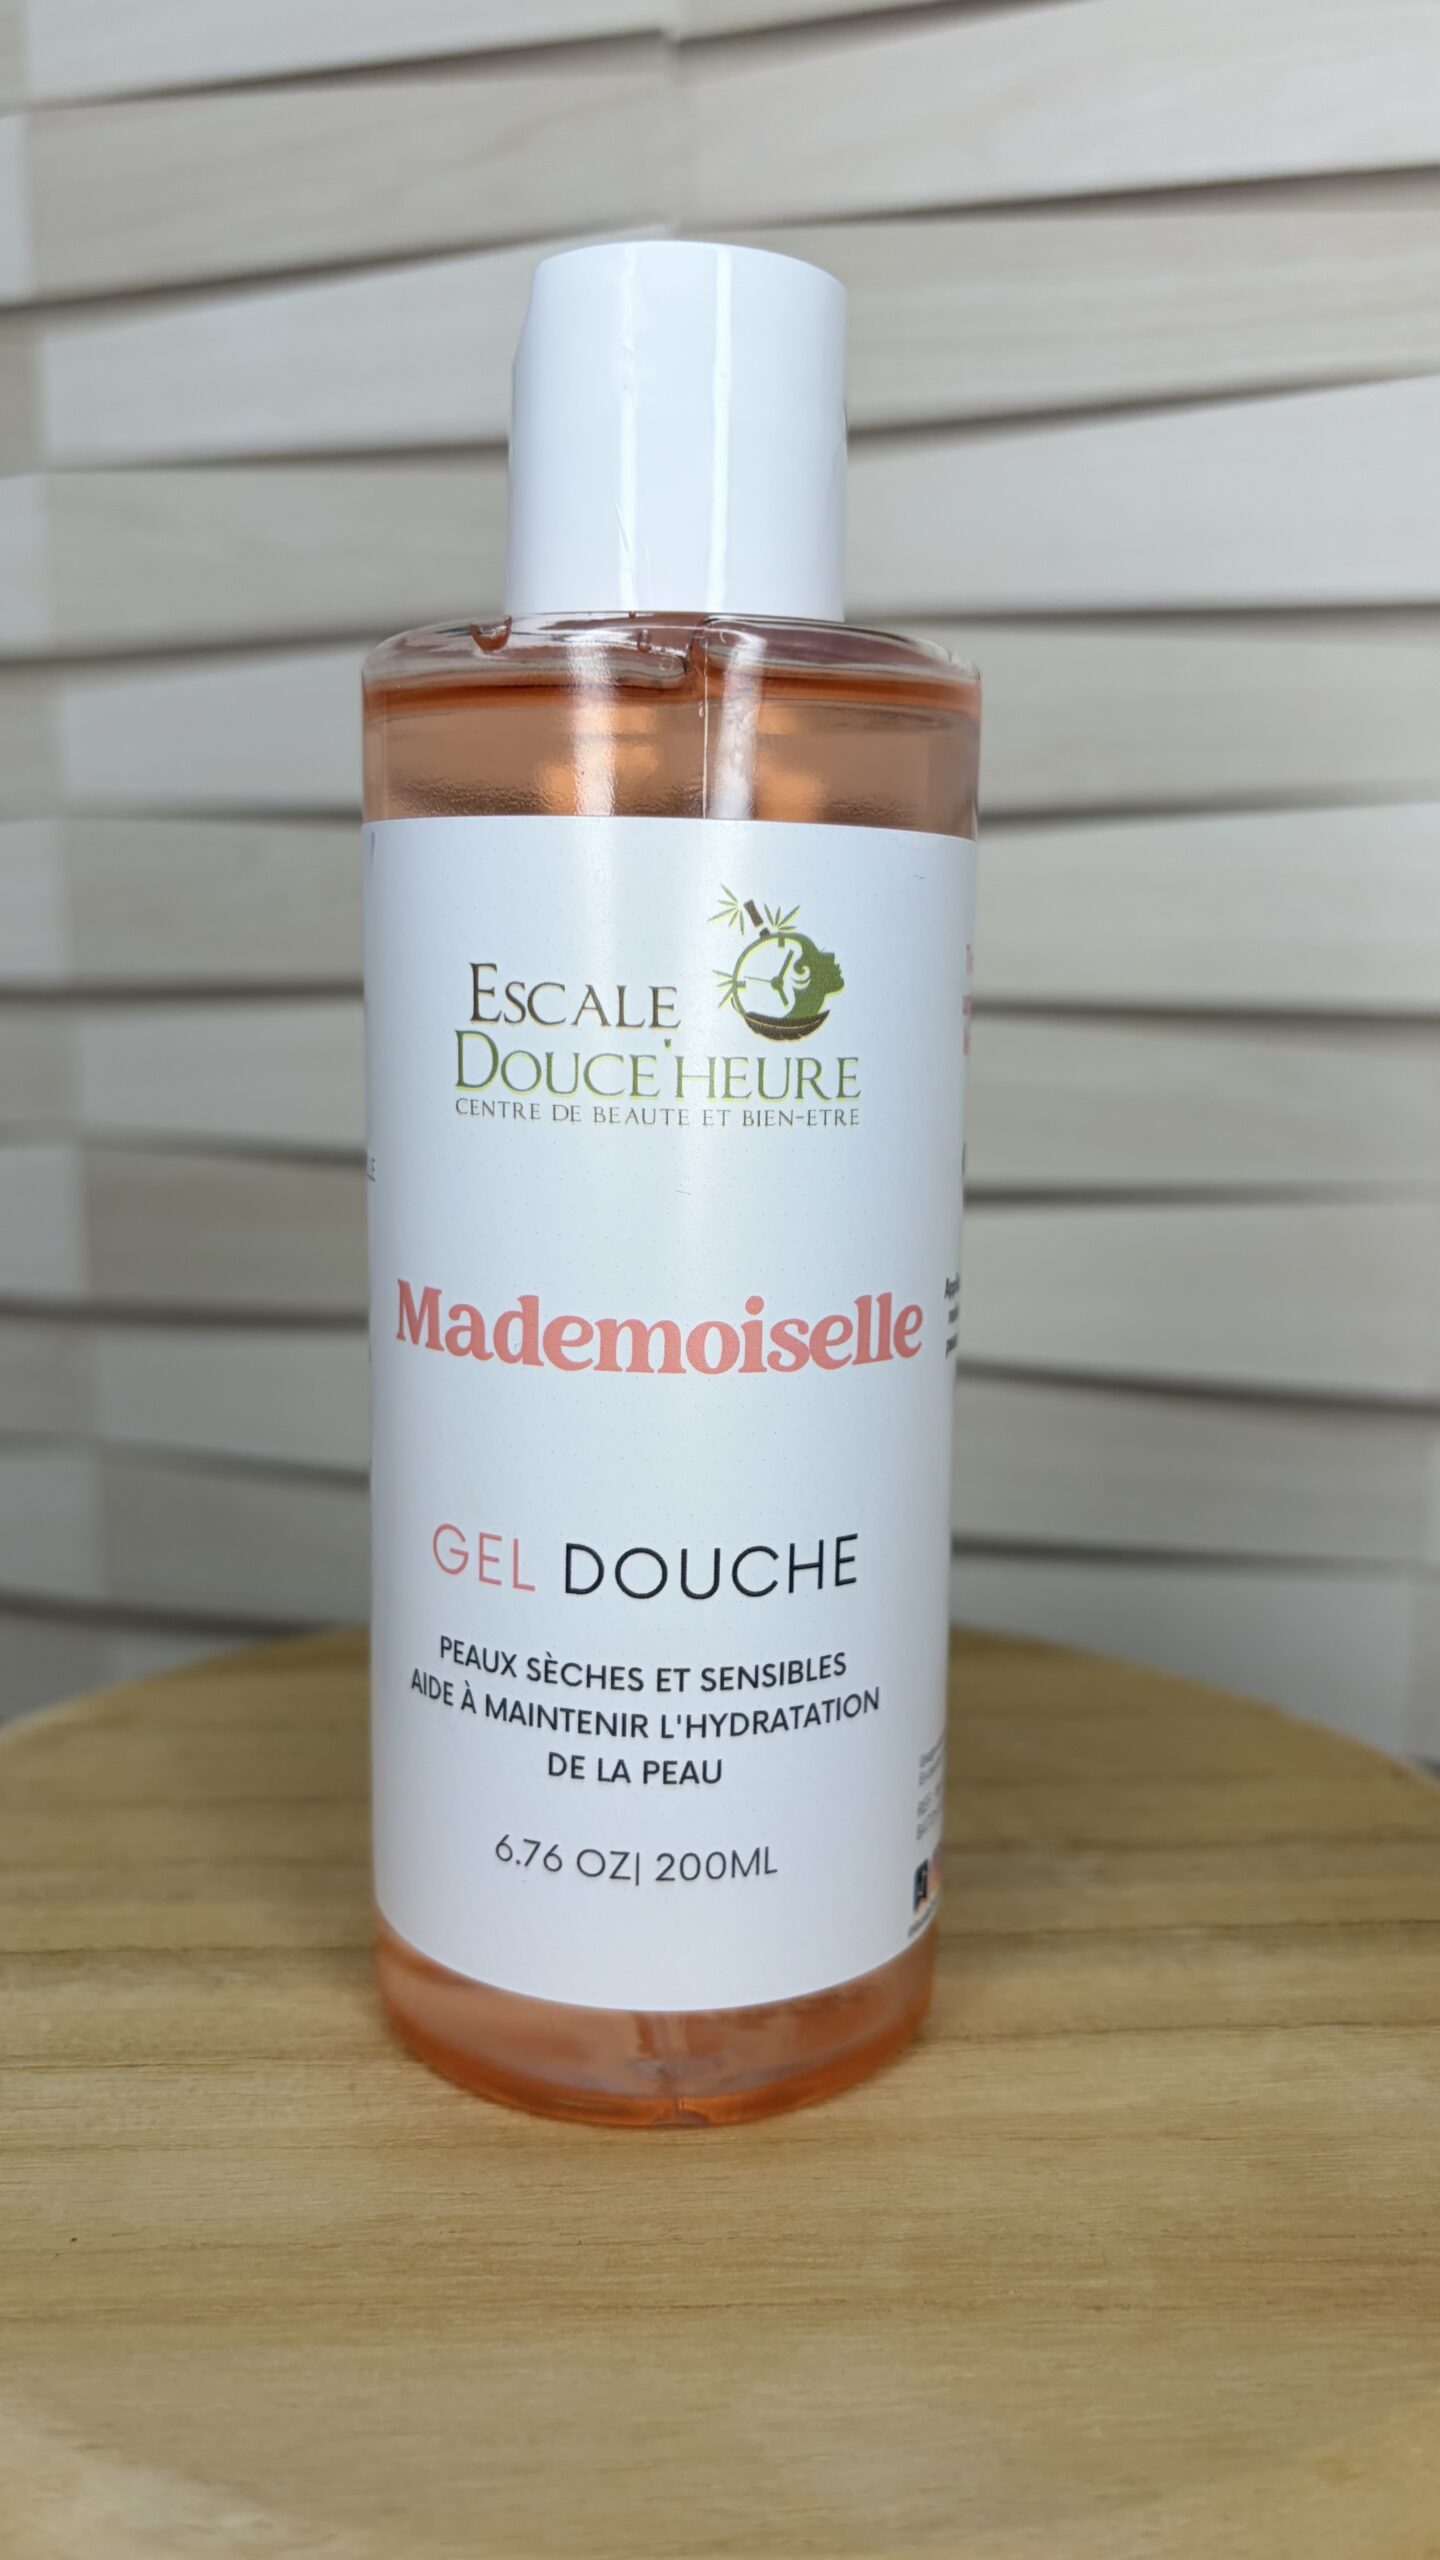 ESCALE
DOUCE'HEURE
CENTRE DE BEAUTE ET BIEN-ETRE
Mademoiselle
GEL DOUCHE
PEAUX SÈCHES ET SENSIBLES
AIDE À MAINTENIR L'HYDRATATION
DE LA PEAU
6.76 OZ| 200ML